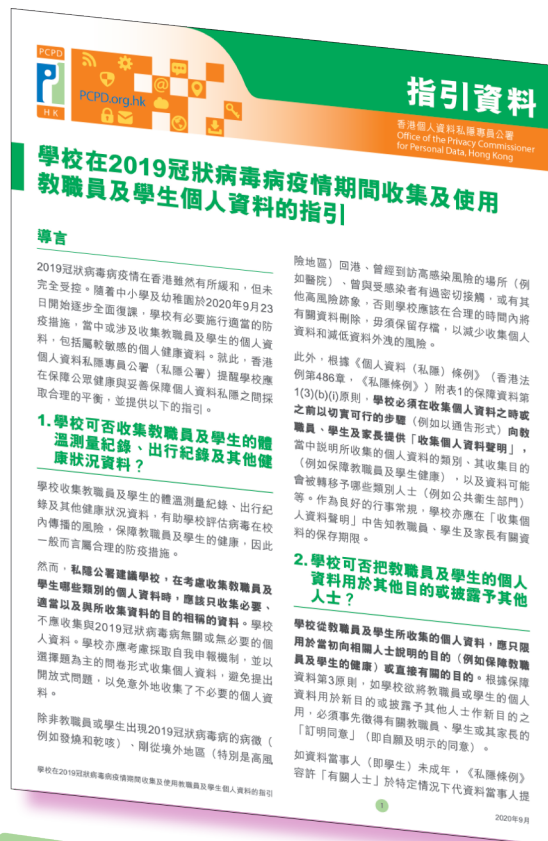 PCPD
HK
PCPD.org.hk
指引資料
香港個人資料私隱專員公署
Office of the Privacy Commissioner
for Personal Data, Hong Kong
學校在2019冠狀病毒病疫情期間收集及使用
教職員及學生個人資料的指引
導言
2019冠狀病毒病疫情在香港雖然有所緩和，但未
完全受控。隨着中小學及幼稚園於2020年9月23
日開始逐步全面復課，學校有必要施行適當的防
疫措施，當中或涉及收集教職員及學生的個人資
料，包括屬較敏感的個人健康資料。就此，香港
個人資料私隱專員公署（私隱公署）提醒學校應
在保障公眾健康與妥善保障個人資料私隱之間採
取合理的平衡，並提供以下的指引。
1.學校可否收集教職員及學生的體
溫測量紀錄、出行紀錄及其他健
康狀況資料？
學校收集教職員及學生的體溫測量紀錄、出行紀
錄及其他健康狀況資料，有助學校評估病毒在校
內傳播的風險，保障教職員及學生的健康，因此
一般而言屬合理的防疫措施。
然而，私隱公署建議學校，在考慮收集教職員及
學生哪些類別的個人資料時，應該只收集必要、
適當以及與所收集資料的目的相稱的資料。學校
不應收集與2019冠狀病毒病無關或無必要的個
人資料。學校亦應考慮採取自我申報機制，並以
選擇題為主的問卷形式收集個人資料，避免提出
開放式問題，以免意外地收集了不必要的個人資
料。
除非教職員或學生出現2019冠狀病毒病的病徵（
例如發燒和乾咳）、剛從境外地區（特別是高風
險地區）回港、曾經到訪高感染風險的場所（例
如醫院）、曾與受感染者有過密切接觸，或有其
他高風險跡象，否則學校應該在合理的時間內將
有關資料刪除，毋須保留存檔，以減少收集個人
資料和減低資料外洩的風險。
此外，根據《個人資料（私隱）條例》（香港法
例第486章，《私隱條例》）附表1的保障資料第
1(3)(b)(i)原則，學校必須在收集個人資料之時或
之前以切實可行的步驟（例如以通告形式）向教
職員、學生及家長提供「收集個人資料聲明」，
當中說明所收集的個人資料的類別、其收集目的
（例如保障教職員及學生健康），以及資料可能
會被轉移予哪些類別人士（例如公共衞生部門）
等。作為良好的行事常規，學校亦應在「收集個
人資料聲明」中告知教職員、學生及家長有關資
料的保存期限。
2.學校可否把教職員及學生的個人
資料用於其他目的或披露予其他
人士？
學校從教職員及學生所收集的個人資料，應只限
用於當初向相關人士說明的目的（例如保障教職
員及學生的健康）或直接有關的目的。根據保障
資料第3原則，如學校欲將教職員或學生的個人
資料用於新目的或披露予其他人士作新目的之
用，必須事先徵得有關教職員、學生或其家長的
「訂明同意」（即自願及明示的同意）。
如資料當事人（即學生）未成年，《私隱條例》
容許「有關人士」於特定情況下代資料當事人提
學校在2019冠狀病毒病疫情期間收集及使用教職員及學生個人資料的指引
1
2020年9月